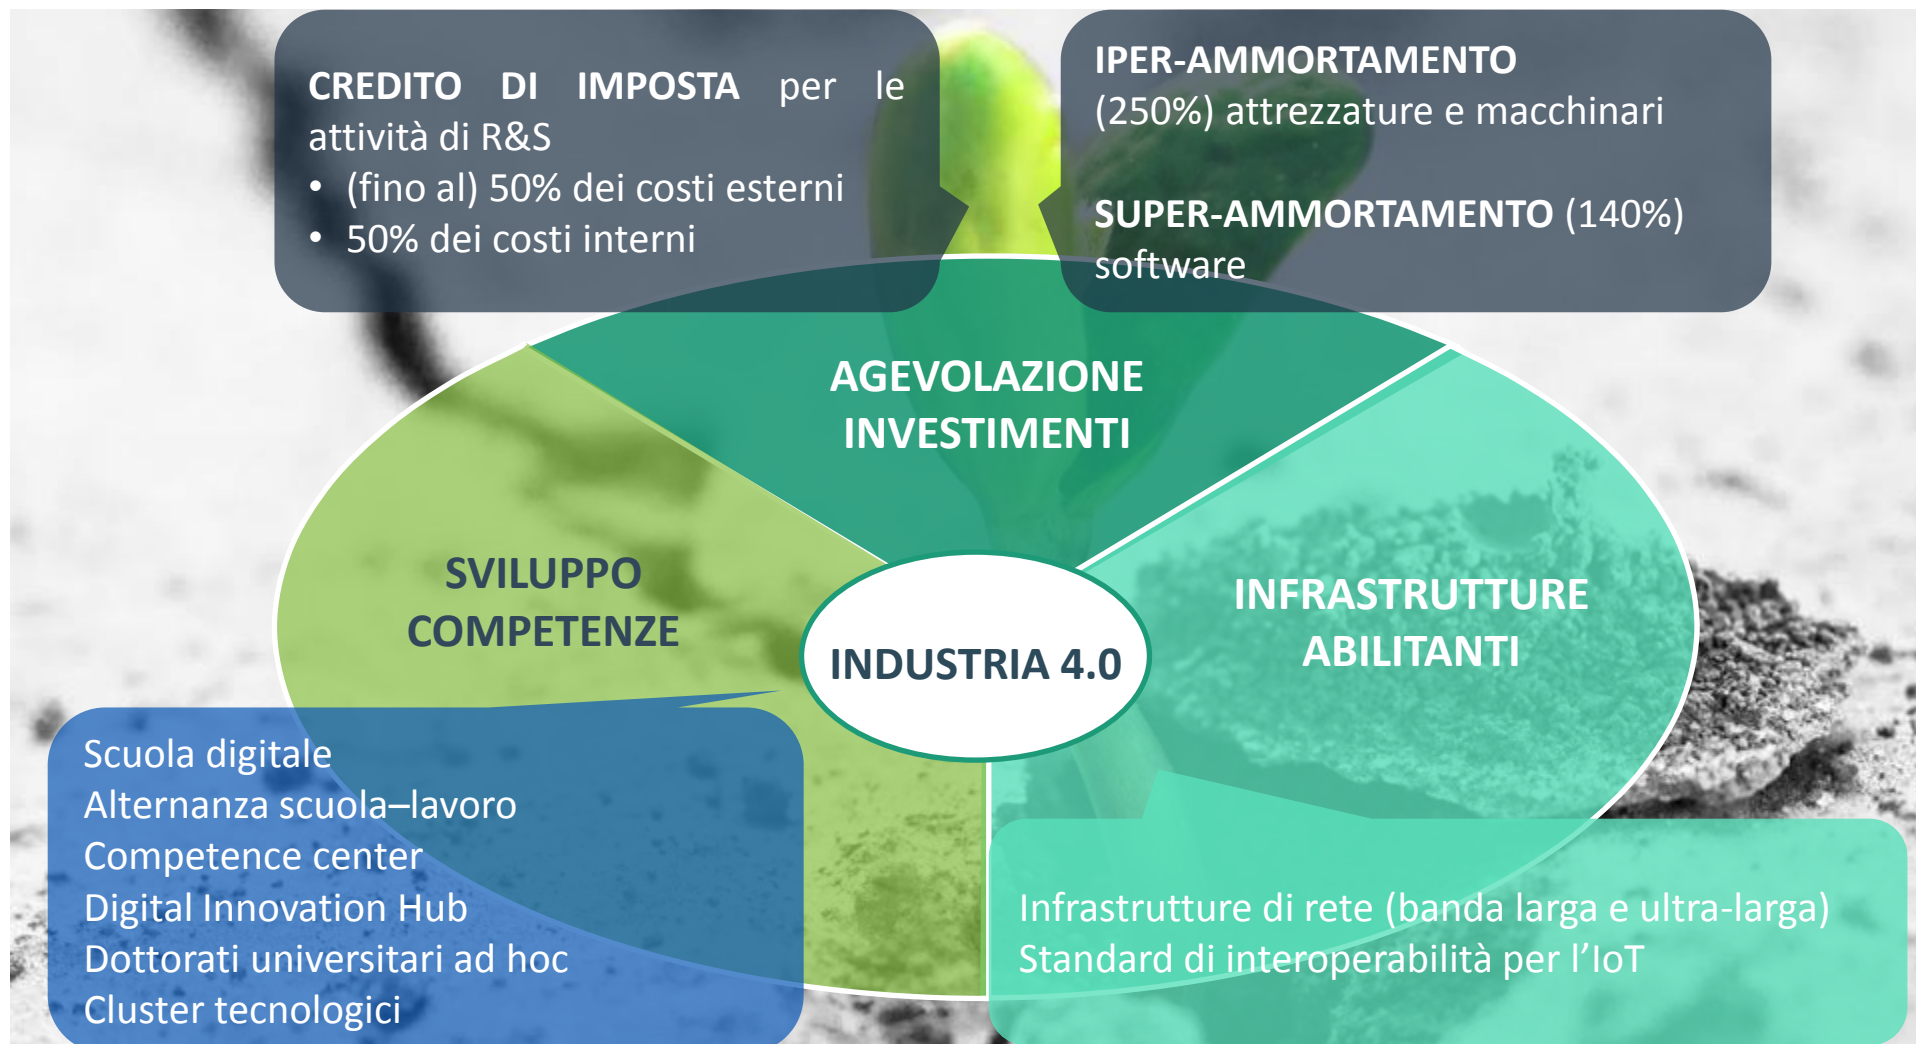 CREDITO DI IMPOSTA per le
attività di R&S
• (fino al) 50% dei costi esterni
• 50% dei costi interni
IPER-AMMORTAMENTO
(250%) attrezzature e macchinari
SUPER-AMMORTAMENTO (140%)
software
AGEVOLAZIONE
INVESTIMENTI
SVILUPPO
COMPETENZE
INFRASTRUTTURE
ABILITANTI
INDUSTRIA 4.0
Scuola digitale
Alternanza scuola–lavoro
Competence center
Digital Innovation Hub
Dottorati universitari ad hoc
Cluster tecnologici
Infrastrutture di rete (banda larga e ultra-larga)
Standard di interoperabilità per l’IoT